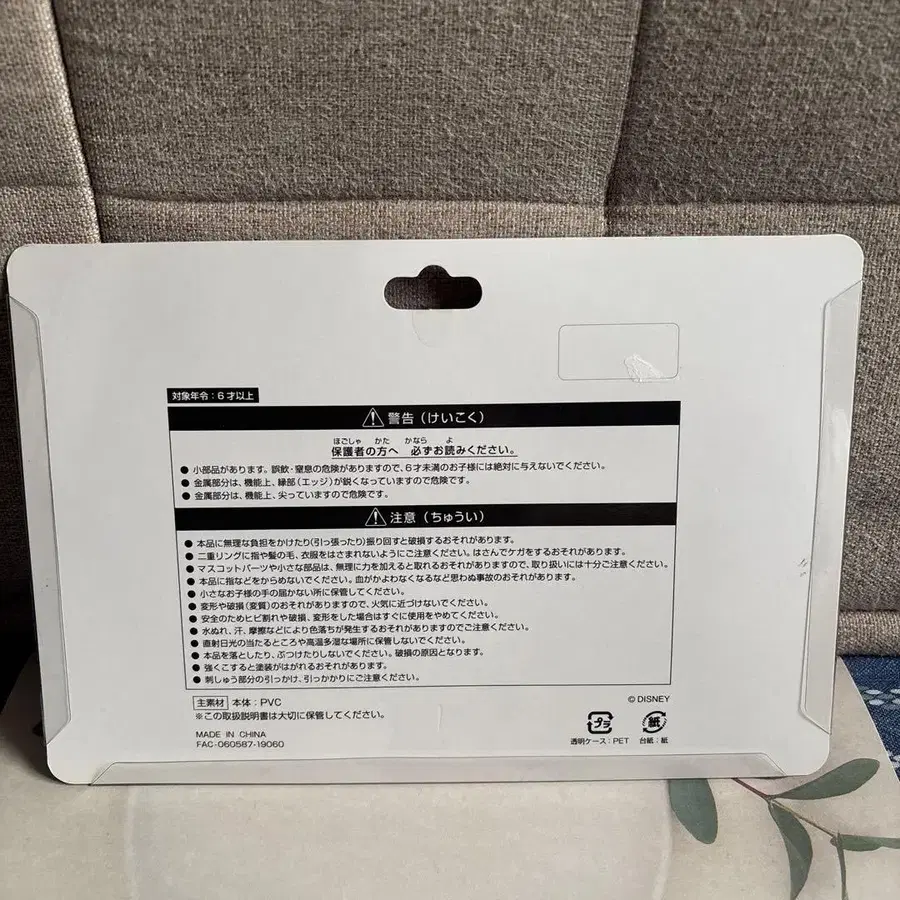 対象年令：6才以上
⚠ 警告（けいこく）
ほごしゃ かた かなら よ
保護者の方へ 必ずお読みください。
● 小部品があります。誤飲・窒息の危険がありますので、6才未満のお子様には絶対に与えないでください。
● 金属部分は、機能上、縁部（エッジ）が鋭くなっていますので危険です。
● 金属部分は、機能上、尖っていますので危険です。
⚠ 注意（ちゅうい）
● 本品に無理な負担をかけたり（引っ張ったり）振り回すと破損するおそれがあります。
● 二重リングに指や髪の毛、衣服をはさまれないようにご注意ください。はさんでケガをするおそれがあります。
● マスコットパーツや小さな部品は、無理に力を加えると取れるおそれがありますので、取り扱いには十分ご注意ください。
● 本品に指などをからめないでください。血がかよわなくなるなど思わぬ事故のおそれがあります。
● 小さなお子様の手の届かない所に保管してください。
● 変形や破損（変質）のおそれがありますので、火気に近づけないでください。
● 安全のためヒビ割れや破損、変形をした場合はすぐに使用をやめてください。
● 水ぬれ、汗、摩擦などにより色落ちが発生するおそれがありますのでご注意ください。
● 直射日光の当たるところや高温多湿な場所に保管しないでください。
● 本品を落としたり、ぶつけたりしないでください。破損の原因となります。
● 強くこすると塗装がはがれるおそれがあります。
● 刺しゅう部分の引っかけ、引っかかりにご注意ください。
主素材 本体：PVC
©DISNEY
※この取扱説明書は大切に保管してください。
MADE IN CHINA
FAC-060587-19060
プラ 紙
透明ケース：PET 台紙：紙